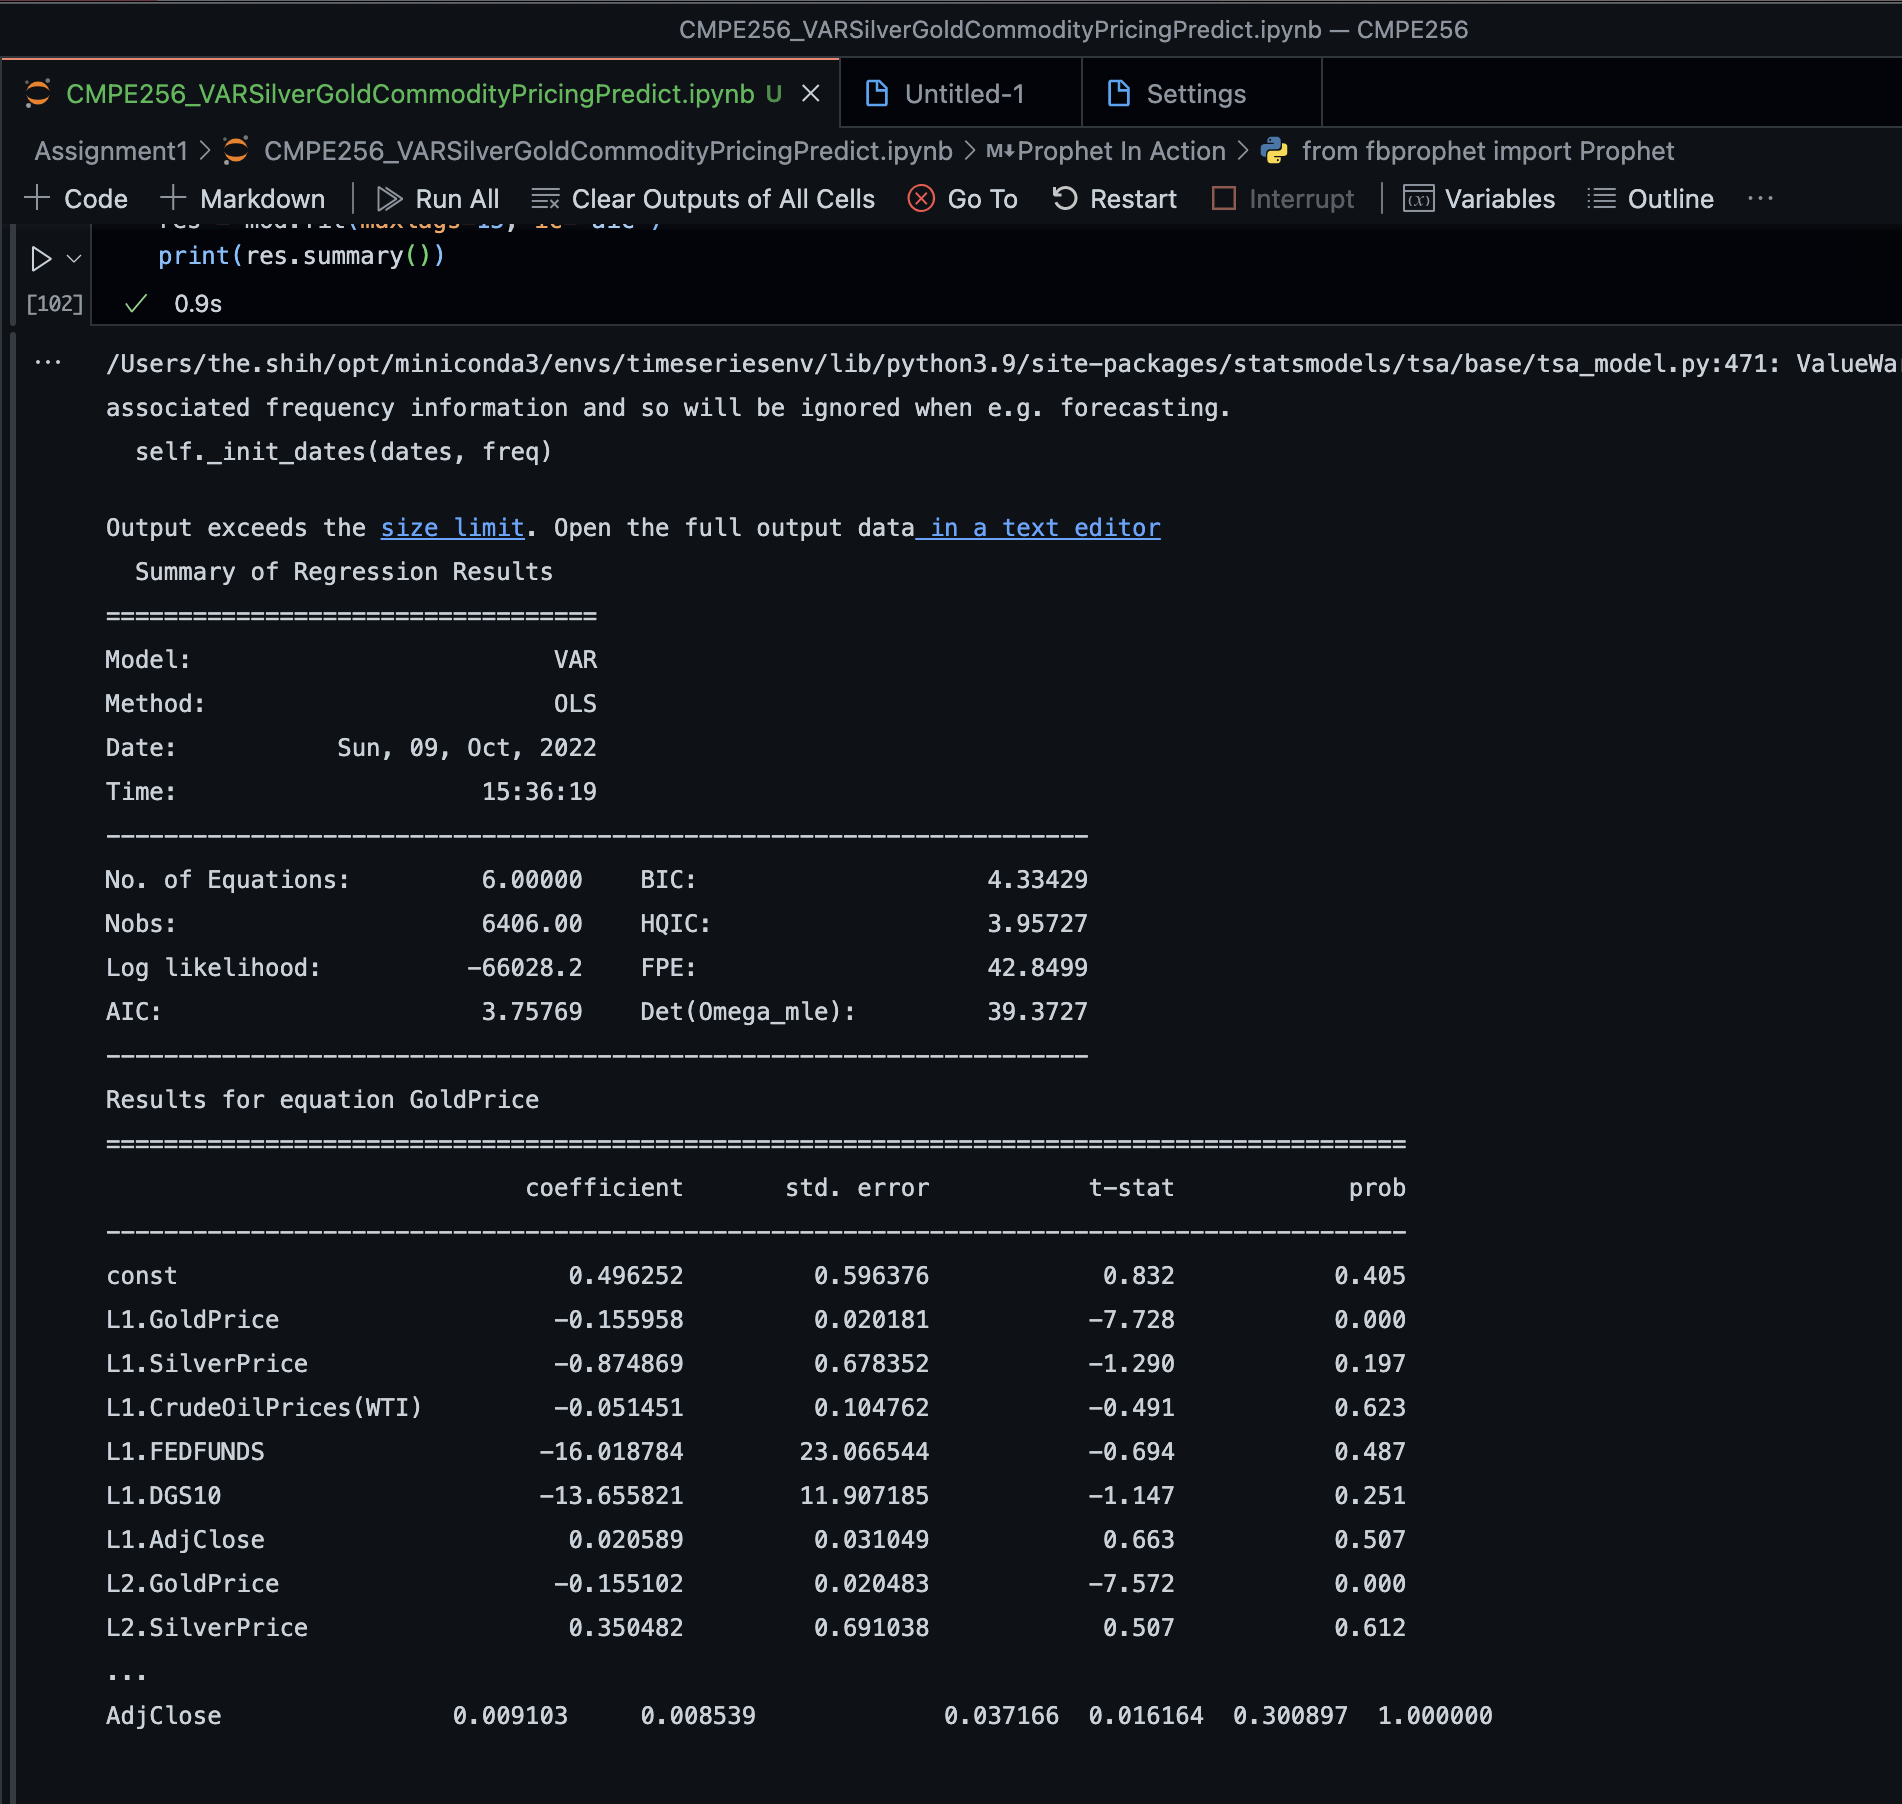 CMPE256_VARSilverGoldCommodityPricingPredict.ipynb — CMPE256
CMPE256_VARSilverGoldCommodityPricingPredict.ipynb U Untitled-1 Settings
Assignment1 > CMPE256_VARSilverGoldCommodityPricingPredict.ipynb > M↓Prophet In Action > from fbprophet import Prophet
+ Code + Markdown | Run All Clear Outputs of All Cells Go To Restart Interrupt | Variables Outline ...
print(res.summary())
[102] ✓ 0.9s
... /Users/the.shih/opt/miniconda3/envs/timeseriesenv/lib/python3.9/site-packages/statsmodels/tsa/base/tsa_model.py:471:
associated frequency information and so will be ignored when e.g. forecasting.
self._init_dates(dates, freq)
Output exceeds the size limit. Open the full output data in a text editor
Summary of Regression Results
==================================
Model: VAR
Method: OLS
Date: Sun, 09, Oct, 2022
Time: 15:36:19
--------------------------------------------------------------------
No. of Equations: 6.00000 BIC: 4.33429
Nobs: 6406.00 HQIC: 3.95727
Log likelihood: -66028.2 FPE: 42.8499
AIC: 3.75769 Det(Omega_mle): 39.3727
--------------------------------------------------------------------
Results for equation GoldPrice
==========================================================================================
coefficient std. error t-stat prob
------------------------------------------------------------------------------------------
const 0.496252 0.596376 0.832 0.405
L1.GoldPrice -0.155958 0.020181 -7.728 0.000
L1.SilverPrice -0.874869 0.678352 -1.290 0.197
L1.CrudeOilPrices(WTI) -0.051451 0.104762 -0.491 0.623
L1.FEDFUNDS -16.018784 23.066544 -0.694 0.487
L1.DGS10 -13.655821 11.907185 -1.147 0.251
L1.AdjClose 0.020589 0.031049 0.663 0.507
L2.GoldPrice -0.155102 0.020483 -7.572 0.000
L2.SilverPrice 0.350482 0.691038 0.507 0.612
...
AdjClose 0.009103 0.008539 0.037166 0.016164 0.300897 1.000000